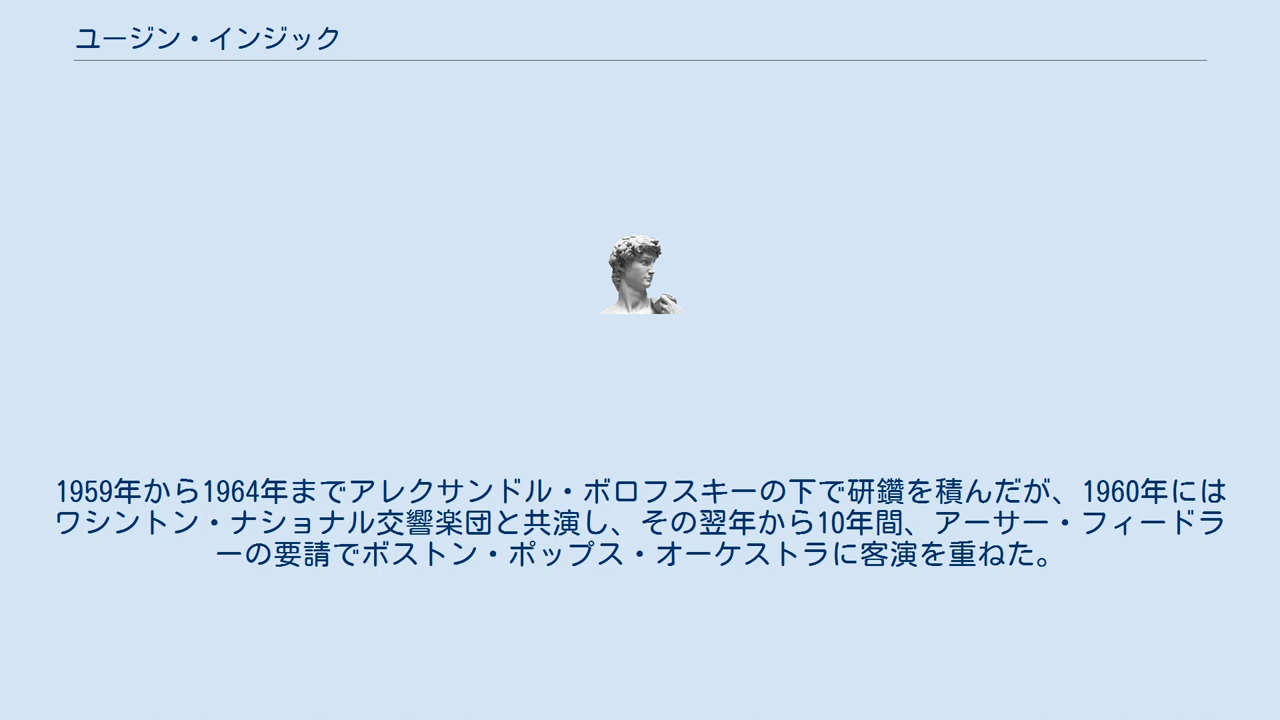 ユージン・インジック
1959年から1964年までアレクサンドル・ボロフスキーの下で研鑽を積んだが、1960年には
ワシントン・ナショナル交響楽団と共演し、その翌年から10年間、アーサー・フィードラ
ーの要請でボストン・ポップス・オーケストラに客演を重ねた。